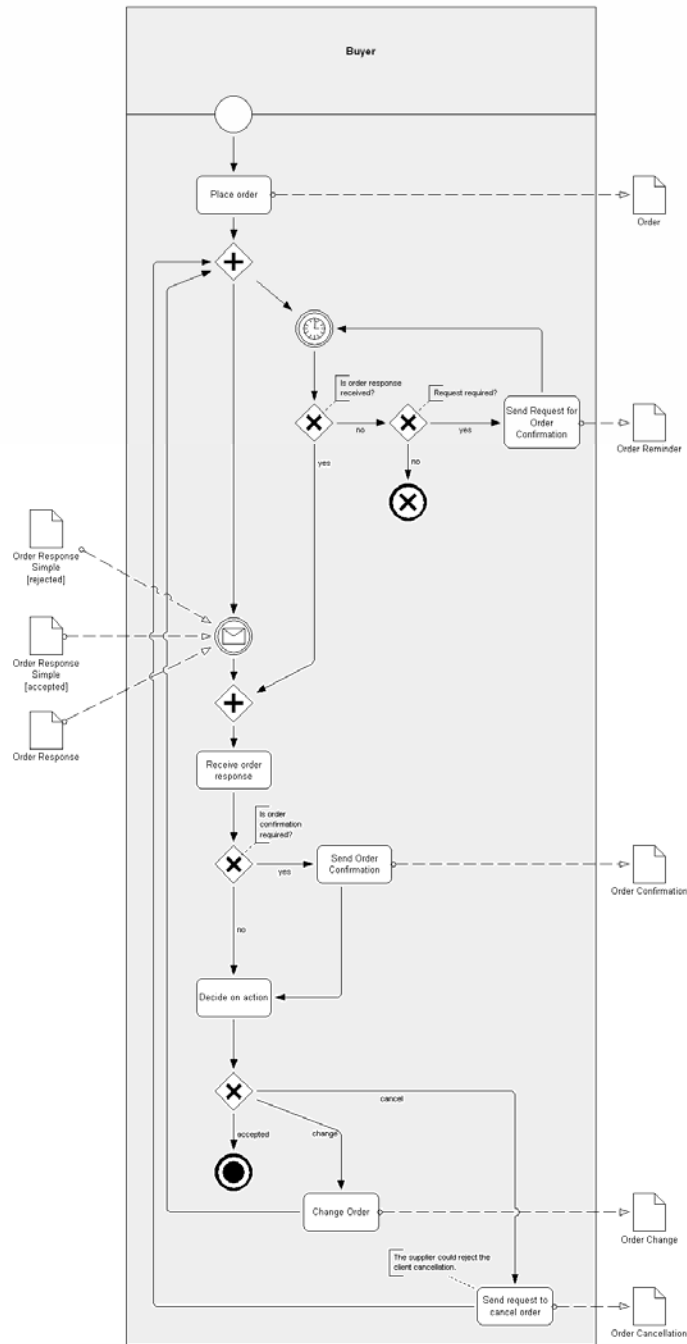 Buyer
Place order
Order
Is order response
received?
Request required?
Send Request for
Order
Confirmation
no
yes
Order Reminder
yes
no
Order Response
Simple
[rejected]
Order Response
Simple
[accepted]
Order Response
Receive order
response
Is order
confirmation
required?
Send Order
Confirmation
yes
Order Confirmation
no
Decide on action
cancel
accepted
change
Change Order
Order Change
The supplier could reject the
client cancellation.
Send request to
cancel order
Order Cancellation